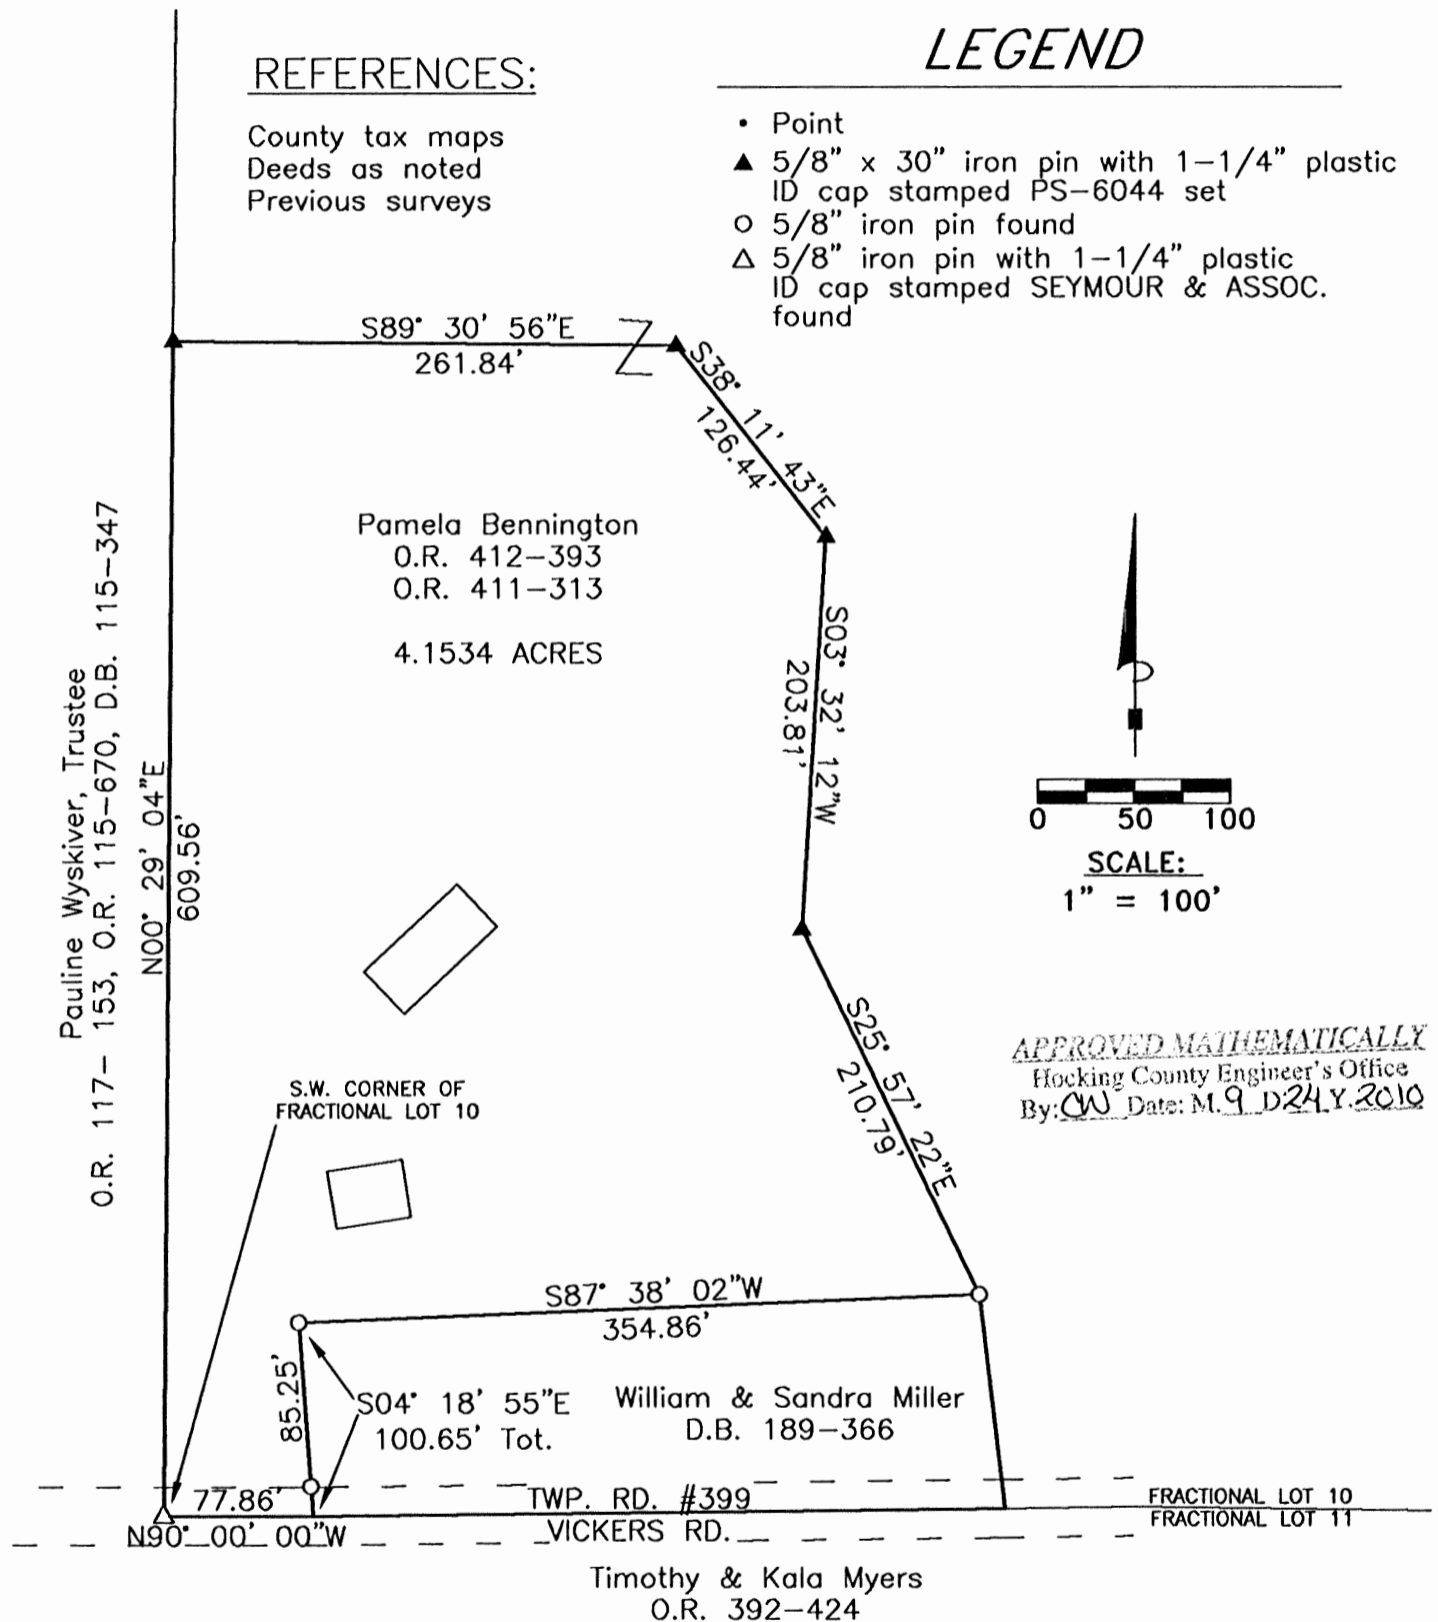 REFERENCES:
County tax maps
Deeds as noted
Previous surveys
LEGEND
• Point
▲ 5/8" x 30" iron pin with 1-1/4" plastic
ID cap stamped PS-6044 set
○ 5/8" iron pin found
△ 5/8" iron pin with 1-1/4" plastic
ID cap stamped SEYMOUR & ASSOC.
found
S89° 30' 56"E
261.84'
S38° 11' 43"E
126.44'
Pamela Bennington
O.R. 412-393
O.R. 411-313
4.1534 ACRES
S03° 32' 12"W
203.81'
Pauline Wyskiver, Trustee
O.R. 117- 153, O.R. 115-670, D.B. 115-347
N00° 29' 04"E
609.56'
0 50 100
SCALE:
1" = 100'
S25° 57' 22"E
210.79'
APPROVED MATHEMATICALLY
Hocking County Engineer's Office
By: CW Date: M. 9 D. 24 Y. 2010
S.W. CORNER OF
FRACTIONAL LOT 10
S87° 38' 02"W
354.86'
85.25'
S04° 18' 55"E
100.65' Tot.
William & Sandra Miller
D.B. 189-366
77.86'
N90° 00' 00"W
TWP. RD. #399
VICKERS RD.
FRACTIONAL LOT 10
FRACTIONAL LOT 11
Timothy & Kala Myers
O.R. 392-424